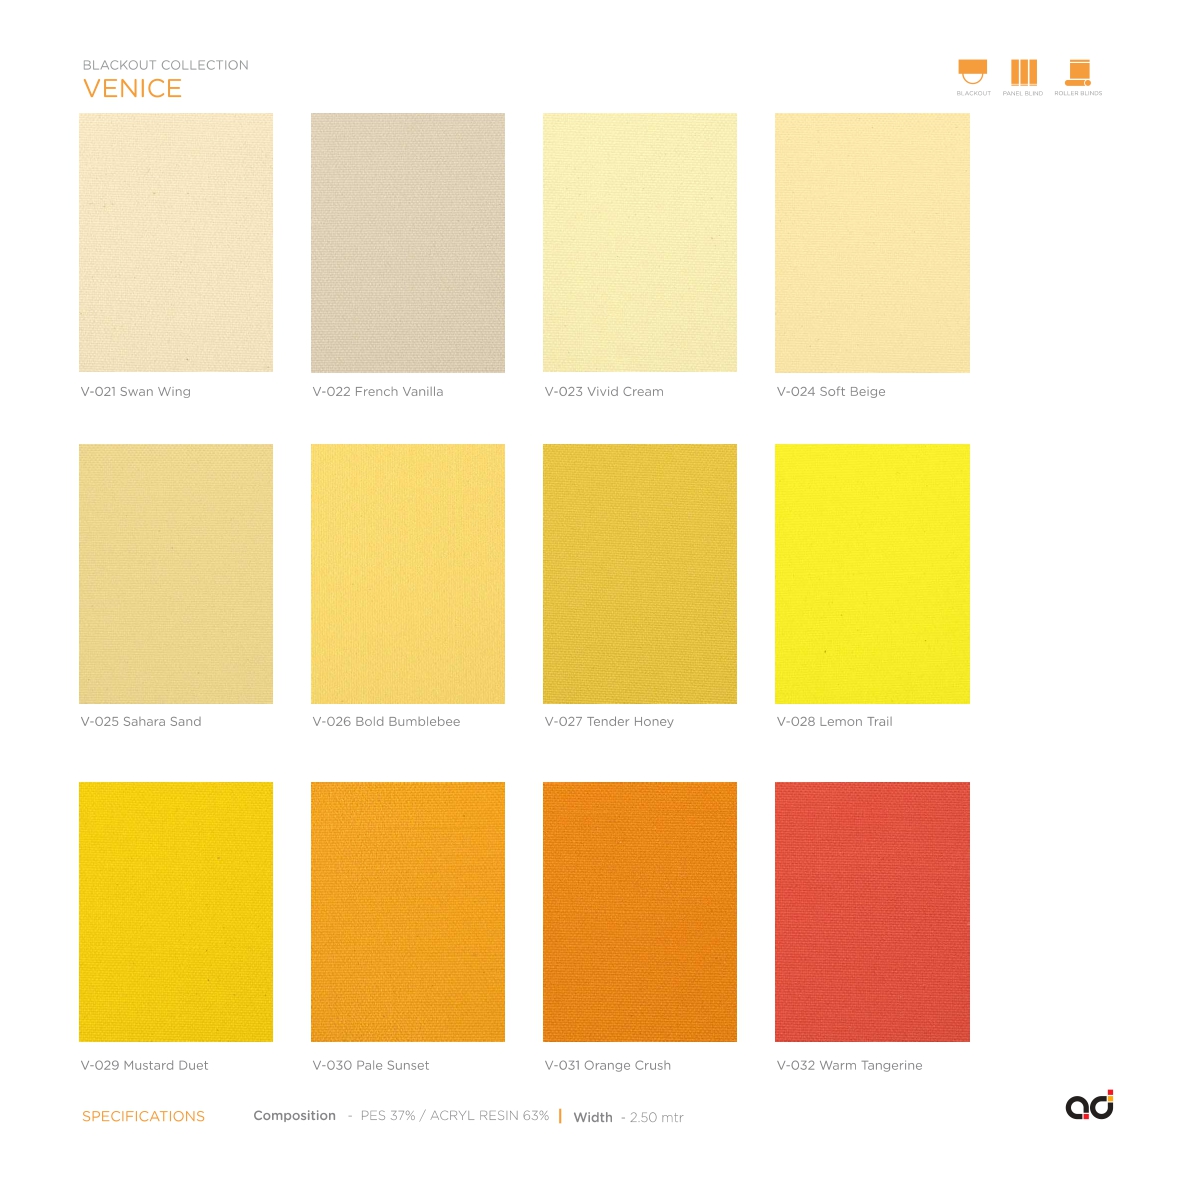 BLACKOUT COLLECTION
VENICE
BLACKOUT PANEL BLIND ROLLER BLINDS
V-021 Swan Wing
V-022 French Vanilla
V-023 Vivid Cream
V-024 Soft Beige
V-025 Sahara Sand
V-026 Bold Bumblebee
V-027 Tender Honey
V-028 Lemon Trail
V-029 Mustard Duet
V-030 Pale Sunset
V-031 Orange Crush
V-032 Warm Tangerine
SPECIFICATIONS Composition - PES 37% / ACRYL RESIN 63% | Width - 2.50 mtr
ad